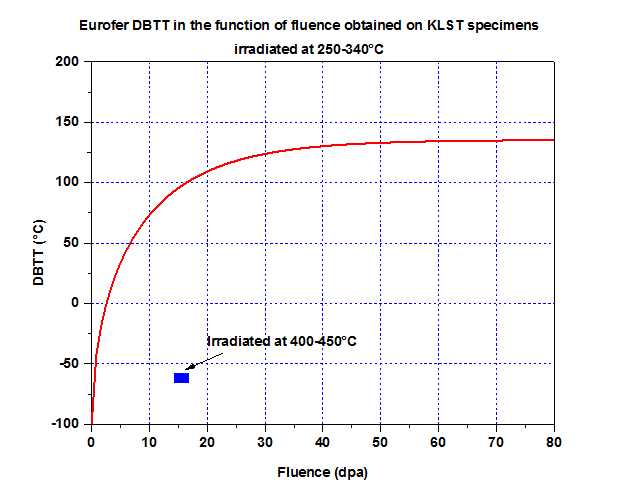 Eurofer DBTT in the function of fluence obtained on KLST specimens
irradiated at 250-340°C
200
150
100
50
0
-50
-100
DBTT (°C)
Irradiated at 400-450°C
0 10 20 30 40 50 60 70 80
Fluence (dpa)